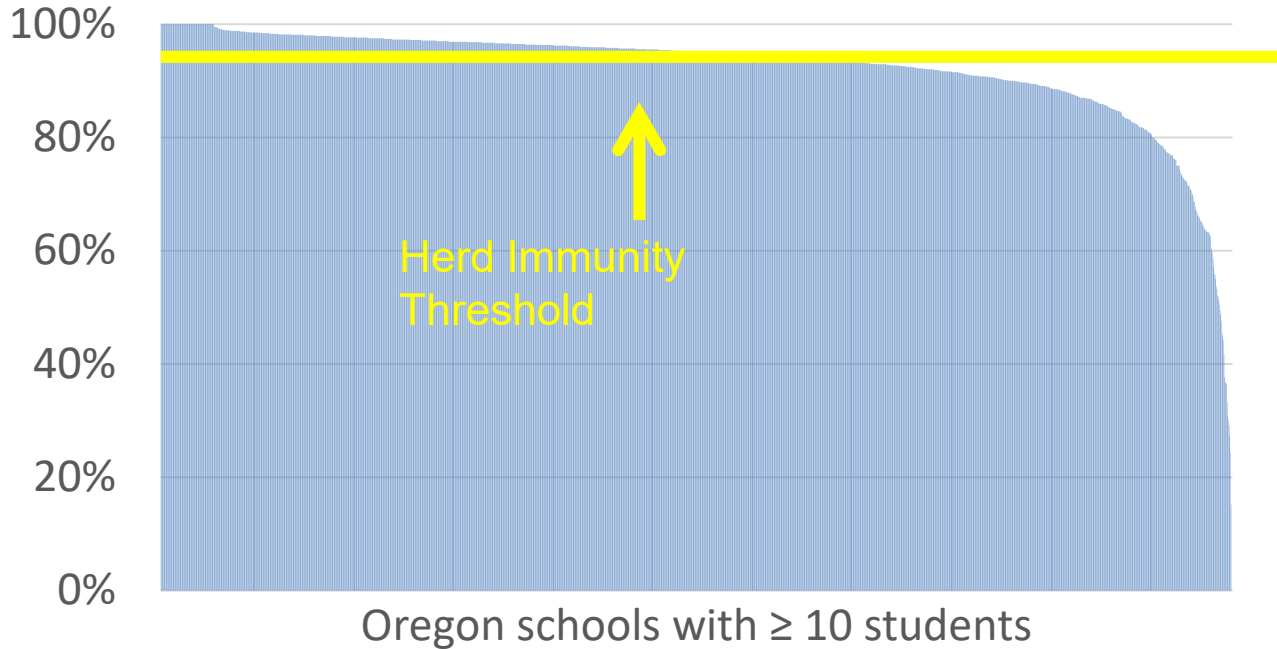 100%
80%
60%
40%
20%
0%
Herd Immunity
Threshold
Oregon schools with ≥ 10 students